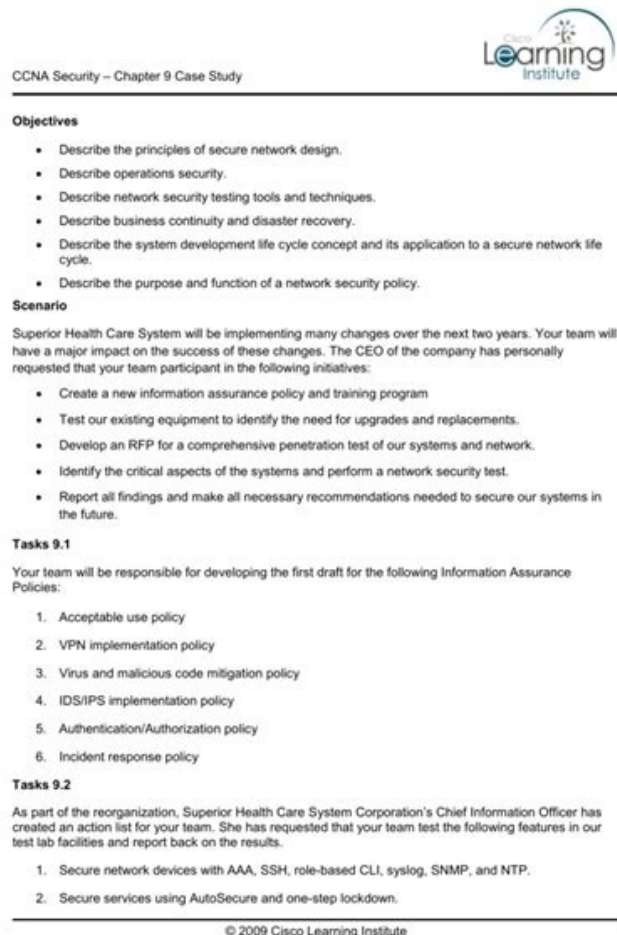 CCNA Security – Chapter 9 Case Study
Cisco
Learning
Institute
Objectives
• Describe the principles of secure network design.
• Describe operations security.
• Describe network security testing tools and techniques.
• Describe business continuity and disaster recovery.
• Describe the system development life cycle concept and its application to a secure network life
cycle.
• Describe the purpose and function of a network security policy.
Scenario
Superior Health Care System will be implementing many changes over the next two years. Your team will
have a major impact on the success of these changes. The CEO of the company has personally
requested that your team participant in the following initiatives:
• Create a new information assurance policy and training program
• Test our existing equipment to identify the need for upgrades and replacements.
• Develop an RFP for a comprehensive penetration test of our systems and network.
• Identify the critical aspects of the systems and perform a network security test.
• Report all findings and make all necessary recommendations needed to secure our systems in
the future.
Tasks 9.1
Your team will be responsible for developing the first draft for the following Information Assurance
Policies:
1. Acceptable use policy
2. VPN implementation policy
3. Virus and malicious code mitigation policy
4. IDS/IPS implementation policy
5. Authentication/Authorization policy
6. Incident response policy
Tasks 9.2
As part of the reorganization, Superior Health Care System Corporation's Chief Information Officer has
created an action list for your team. She has requested that your team test the following features in our
test lab facilities and report back on the results.
1. Secure network devices with AAA, SSH, role-based CLI, syslog, SNMP, and NTP.
2. Secure services using AutoSecure and one-step lockdown.
© 2009 Cisco Learning Institute